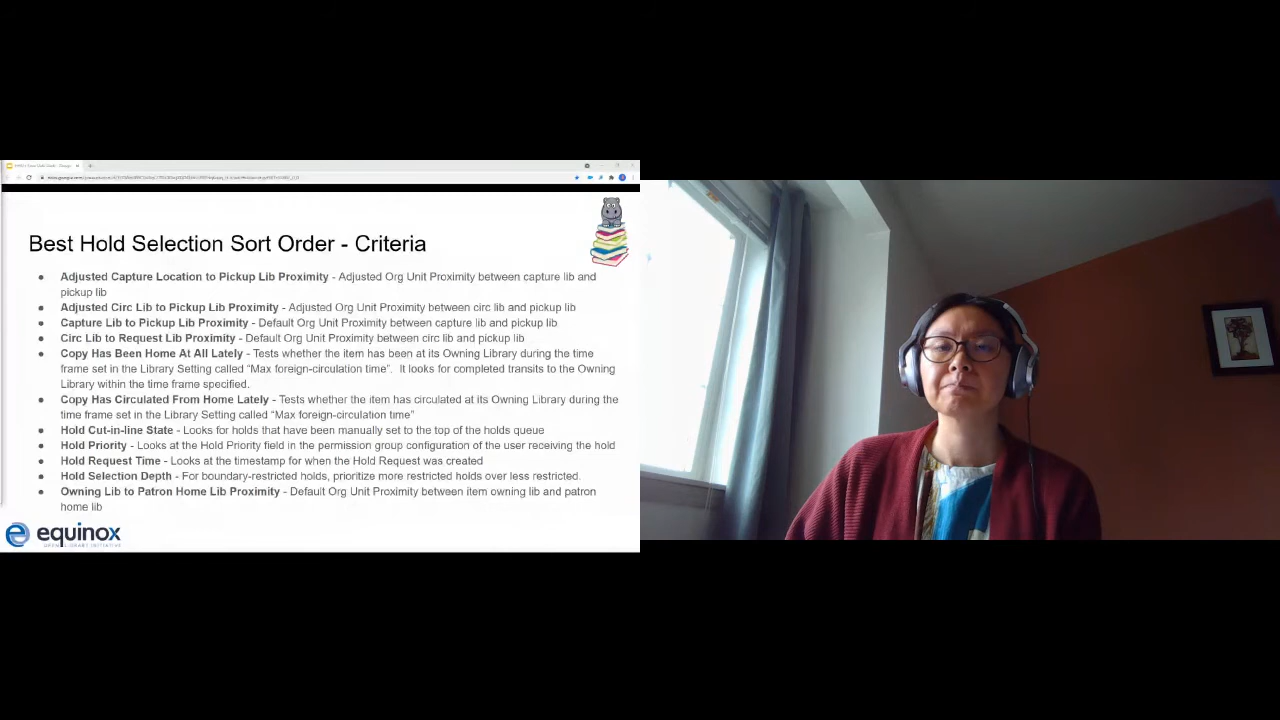 Best Hold Selection Sort Order - Criteria
● Adjusted Capture Location to Pickup Lib Proximity - Adjusted Org Unit Proximity between capture lib and
pickup lib
● Adjusted Circ Lib to Pickup Lib Proximity - Adjusted Org Unit Proximity between circ lib and pickup lib
● Capture Lib to Pickup Lib Proximity - Default Org Unit Proximity between capture lib and pickup lib
● Circ Lib to Request Lib Proximity - Default Org Unit Proximity between circ lib and pickup lib
● Copy Has Been Home At All Lately - Tests whether the item has been at its Owning Library during the time
frame set in the Library Setting called “Max foreign-circulation time”. It looks for completed transits to the Owning
Library within the time frame specified.
● Copy Has Circulated From Home Lately - Tests whether the item has circulated at its Owning Library during the
time frame set in the Library Setting called “Max foreign-circulation time”
● Hold Cut-in-line State - Looks for holds that have been manually set to the top of the holds queue
● Hold Priority - Looks at the Hold Priority field in the permission group configuration of the user receiving the hold
● Hold Request Time - Looks at the timestamp for when the Hold Request was created
● Hold Selection Depth - For boundary-restricted holds, prioritize more restricted holds over less restricted.
● Owning Lib to Patron Home Lib Proximity - Default Org Unit Proximity between item owning lib and patron
home lib
equinox
OPEN LIBRARY INITIATIVE